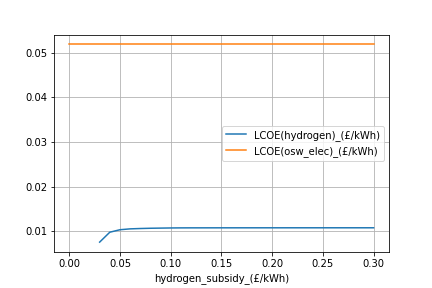 0.05
0.04
0.03
0.02
0.01
LCOE(hydrogen)_(£/kWh)
LCOE(osw_elec)_(£/kWh)
0.00 0.05 0.10 0.15 0.20 0.25 0.30
hydrogen_subsidy_(£/kWh)